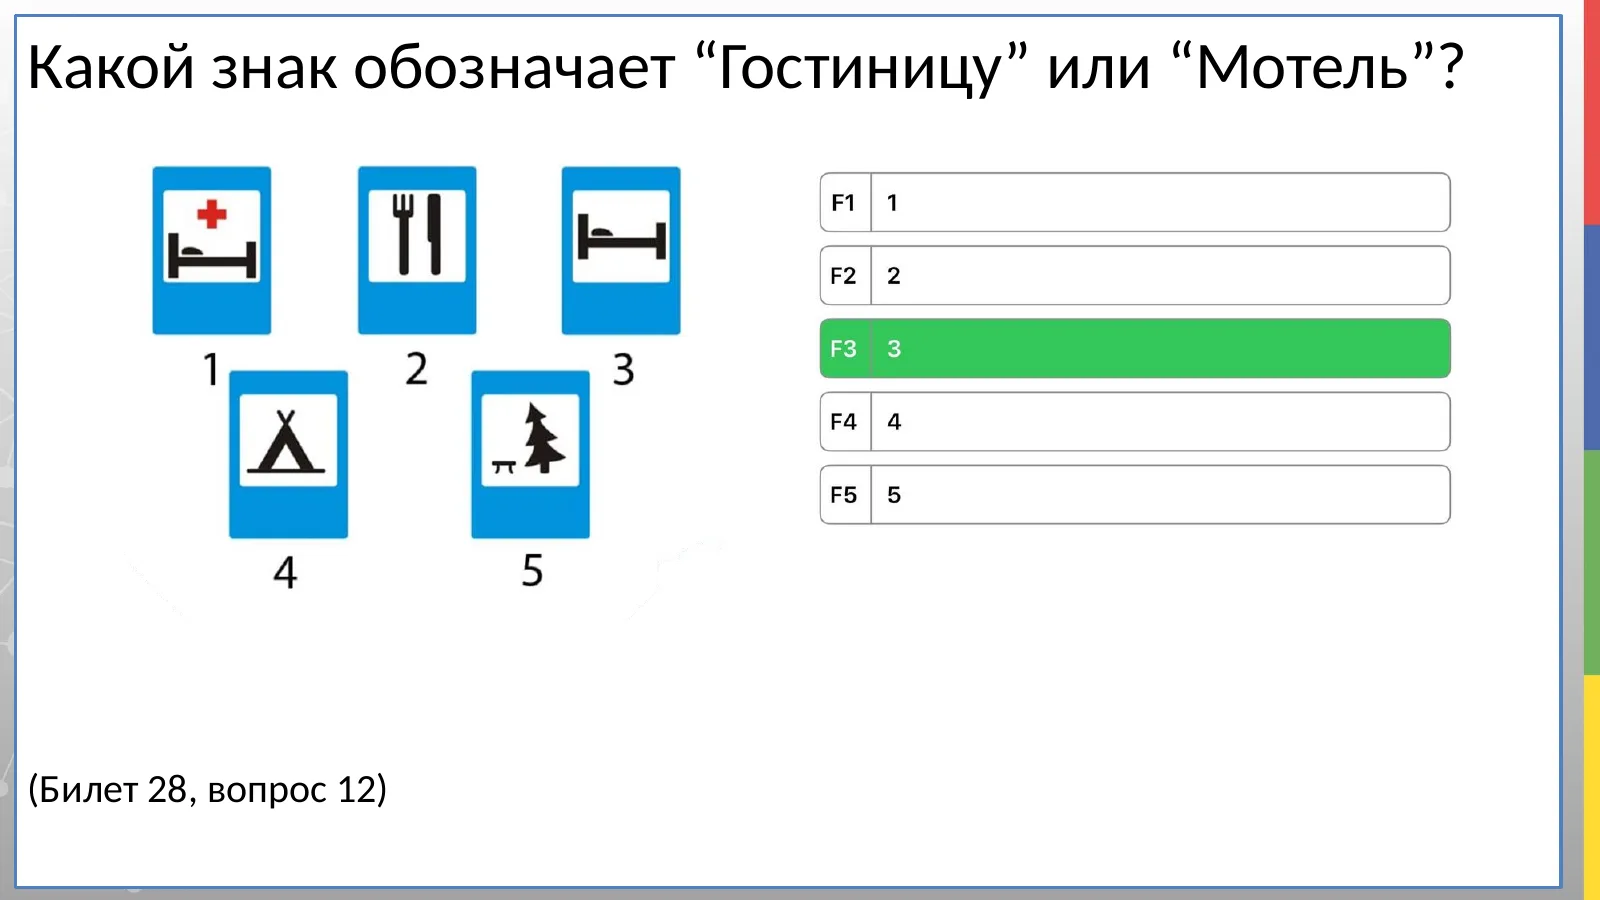 Какой знак обозначает “Гостиницу” или “Мотель”?
1
2
3
4
5
F1 1
F2 2
F3 3
F4 4
F5 5
(Билет 28, вопрос 12)